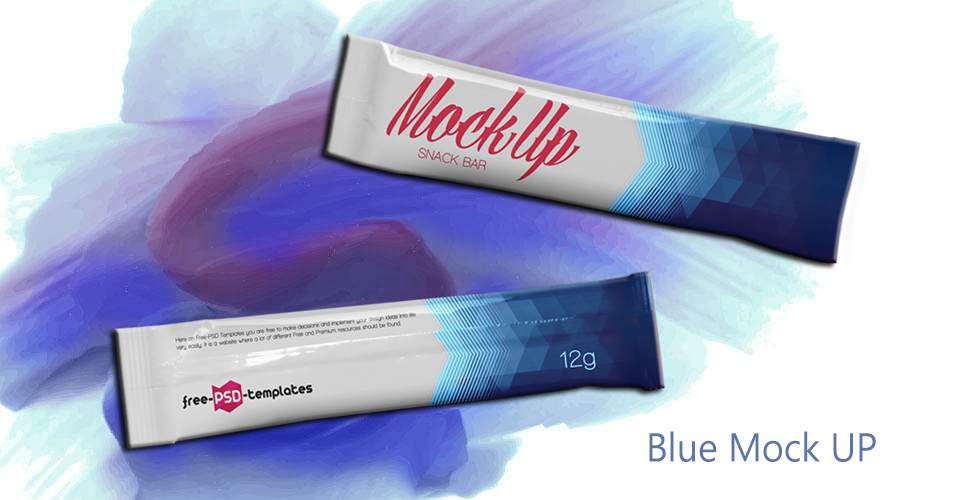 MockUp
SNACK BAR
Here on Free PSD Templates you are free to make decisions and implement your design ideas into life
very easily. It is a website where a lot of different Free and Premium resources should be found.
12g
free-PSD-templates
Blue Mock UP